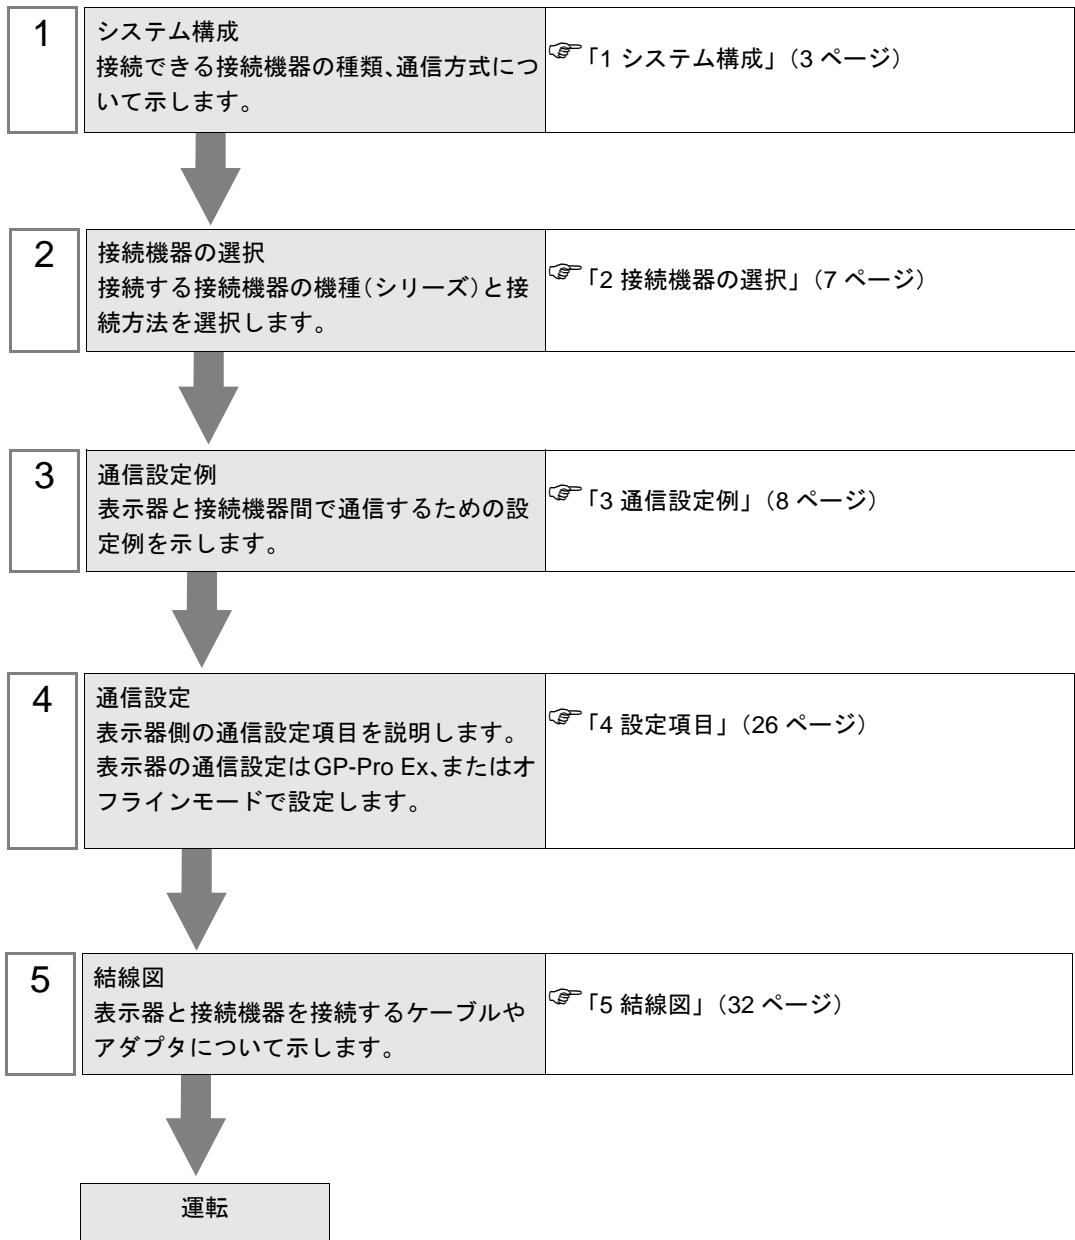 1
システム構成
接続できる接続機器の種類、通信方式につ
いて示します。
「1 システム構成」（3 ページ）
2
接続機器の選択
接続する接続機器の機種（シリーズ）と接
続方法を選択します。
「2 接続機器の選択」（7 ページ）
3
通信設定例
表示器と接続機器間で通信するための設
定例を示します。
「3 通信設定例」（8 ページ）
4
通信設定
表示器側の通信設定項目を説明します。
表示器の通信設定はGP-Pro Ex、またはオ
フラインモードで設定します。
「4 設定項目」（26 ページ）
5
結線図
表示器と接続機器を接続するケーブルや
アダプタについて示します。
「5 結線図」（32 ページ）
運転